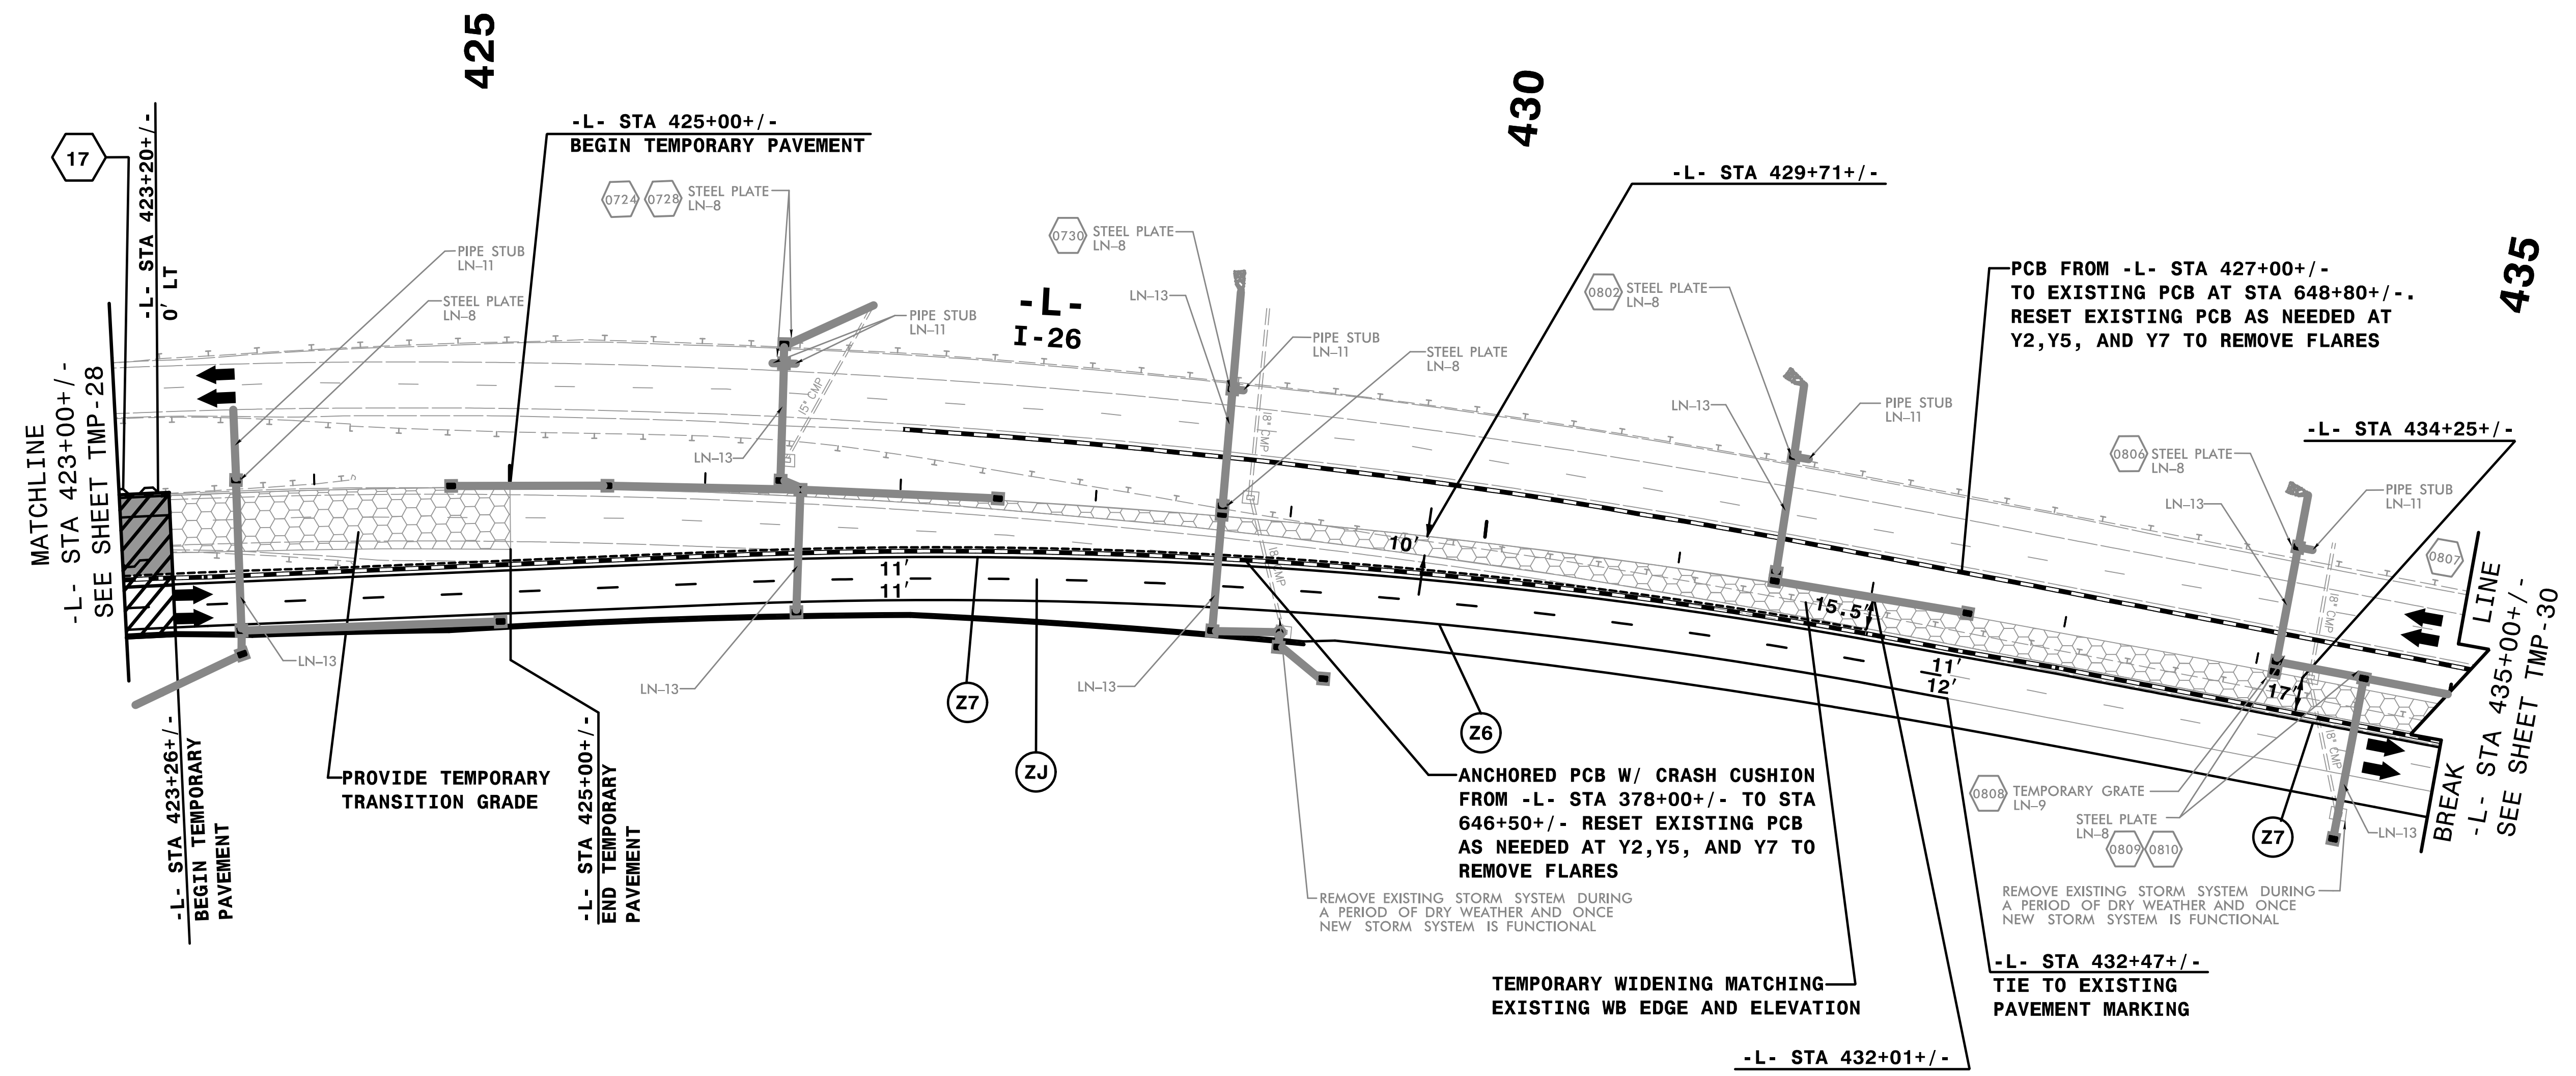 425
430
435
17
-L- STA 423+20+/-
0' LT
-L- STA 425+00+/-
BEGIN TEMPORARY PAVEMENT
0724
0728
STEEL PLATE
LN-8
PIPE STUB
LN-11
STEEL PLATE
LN-8
PIPE STUB
LN-11
-L-
I-26
0730
STEEL PLATE
LN-8
LN-13
PIPE STUB
LN-11
STEEL PLATE
LN-8
-L- STA 429+71+/-
0802
STEEL PLATE
LN-8
LN-13
PIPE STUB
LN-11
PCB FROM -L- STA 427+00+/-
TO EXISTING PCB AT STA 648+80+/-.
RESET EXISTING PCB AS NEEDED AT
Y2,Y5, AND Y7 TO REMOVE FLARES
-L- STA 434+25+/-
0806
STEEL PLATE
LN-8
LN-13
PIPE STUB
LN-11
0807
MATCHLINE
-L- STA 423+00+/-
SEE SHEET TMP-28
15" CMP
LN-13
18" CMP
18" CMP
10'
11'
11'
15.5'
11'
12'
17'
18" CMP
18" CMP
LN-13
LN-13
LN-13
Z7
ZJ
Z6
Z7
-L- STA 423+26+/-
BEGIN TEMPORARY
PAVEMENT
PROVIDE TEMPORARY
TRANSITION GRADE
-L- STA 425+00+/-
END TEMPORARY
PAVEMENT
ANCHORED PCB W/ CRASH CUSHION
FROM -L- STA 378+00+/- TO STA
646+50+/- RESET EXISTING PCB
AS NEEDED AT Y2,Y5, AND Y7 TO
REMOVE FLARES
REMOVE EXISTING STORM SYSTEM DURING
A PERIOD OF DRY WEATHER AND ONCE
NEW STORM SYSTEM IS FUNCTIONAL
TEMPORARY WIDENING MATCHING
EXISTING WB EDGE AND ELEVATION
-L- STA 432+01+/-
-L- STA 432+47+/-
TIE TO EXISTING
PAVEMENT MARKING
0808
TEMPORARY GRATE
LN-9
STEEL PLATE
LN-8
0809
0810
LN-13
REMOVE EXISTING STORM SYSTEM DURING
A PERIOD OF DRY WEATHER AND ONCE
NEW STORM SYSTEM IS FUNCTIONAL
BREAK LINE
-L- STA 435+00+/-
SEE SHEET TMP-30